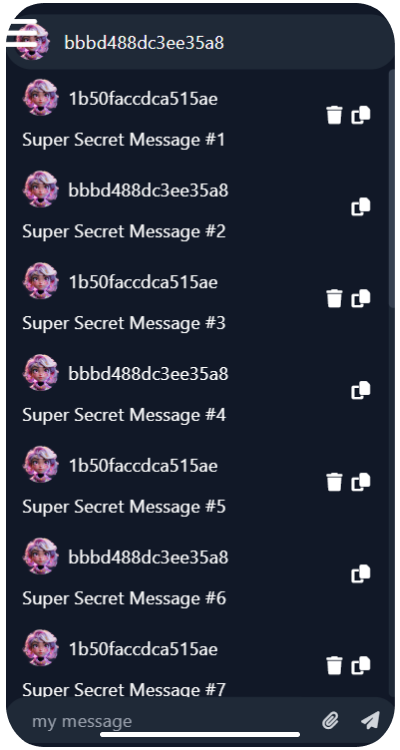 bbbd488dc3ee35a8
1b50faccdca515ae
Super Secret Message #1
bbbd488dc3ee35a8
Super Secret Message #2
1b50faccdca515ae
Super Secret Message #3
bbbd488dc3ee35a8
Super Secret Message #4
1b50faccdca515ae
Super Secret Message #5
bbbd488dc3ee35a8
Super Secret Message #6
1b50faccdca515ae
Super Secret Message #7
my message